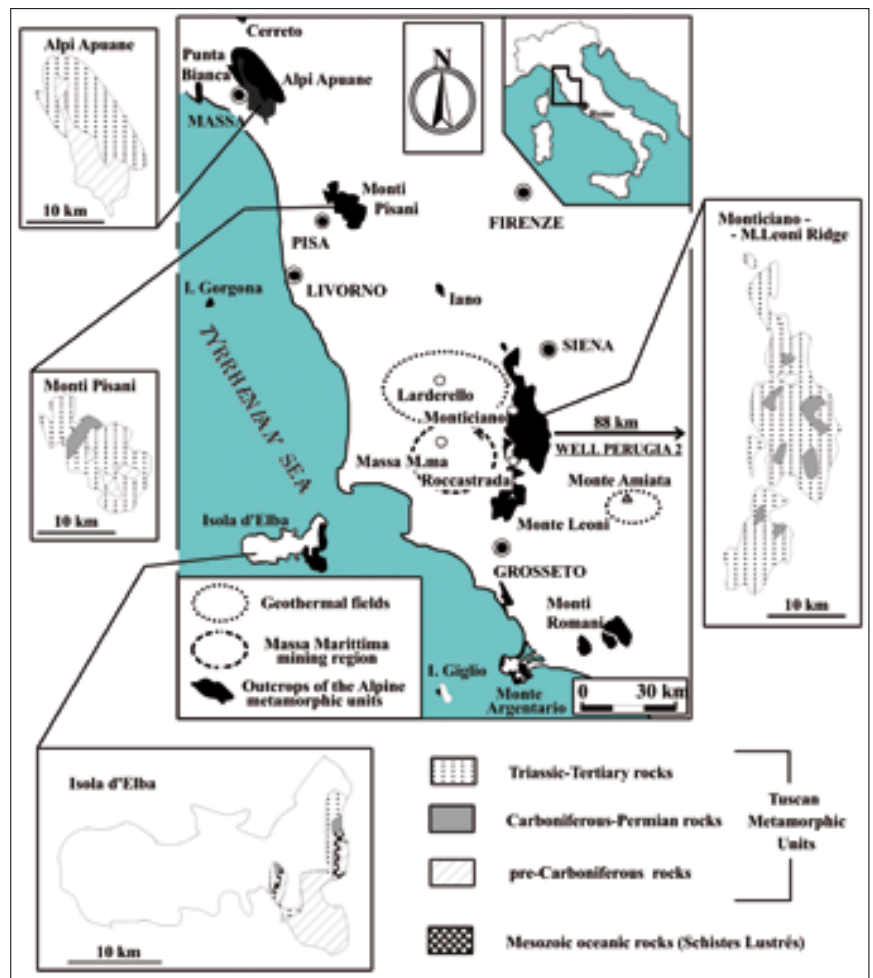 Alpi Apuane
10 km
Cerreto
Punta
Bianca
Alpi Apuane
MASSA
N
Rome
Monti
Pisani
PISA
FIRENZE
LIVORNO
I. Gorgona
Iano
TYRRHENIAN SEA
SIENA
Larderello
Monticiano
88 km
WELL PERUGIA 2
Massa M.ma
Roccastrada
Monte Amiata
Isola d'Elba
Monte Leoni
GROSSETO
Monti
Romani
I. Giglio
Monte
Argentario
0 30 km
Geothermal fields
Massa Marittima
mining region
Outcrops of the Alpine
metamorphic units
Monticiano -
- M.Leoni Ridge
10 km
Monti Pisani
10 km
Isola d'Elba
10 km
Triassic-Tertiary rocks
Carboniferous-Permian rocks
pre-Carboniferous rocks
Tuscan
Metamorphic
Units
Mesozoic oceanic rocks (Schistes Lustrés)